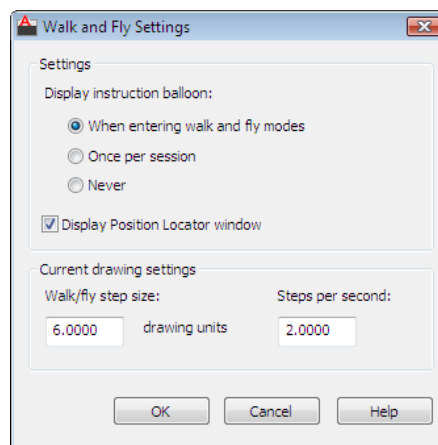 Walk and Fly Settings
Settings
Display instruction balloon:
When entering walk and fly modes
Once per session
Never
Display Position Locator window
Current drawing settings
Walk/fly step size: Steps per second:
6.0000 drawing units 2.0000
OK Cancel Help